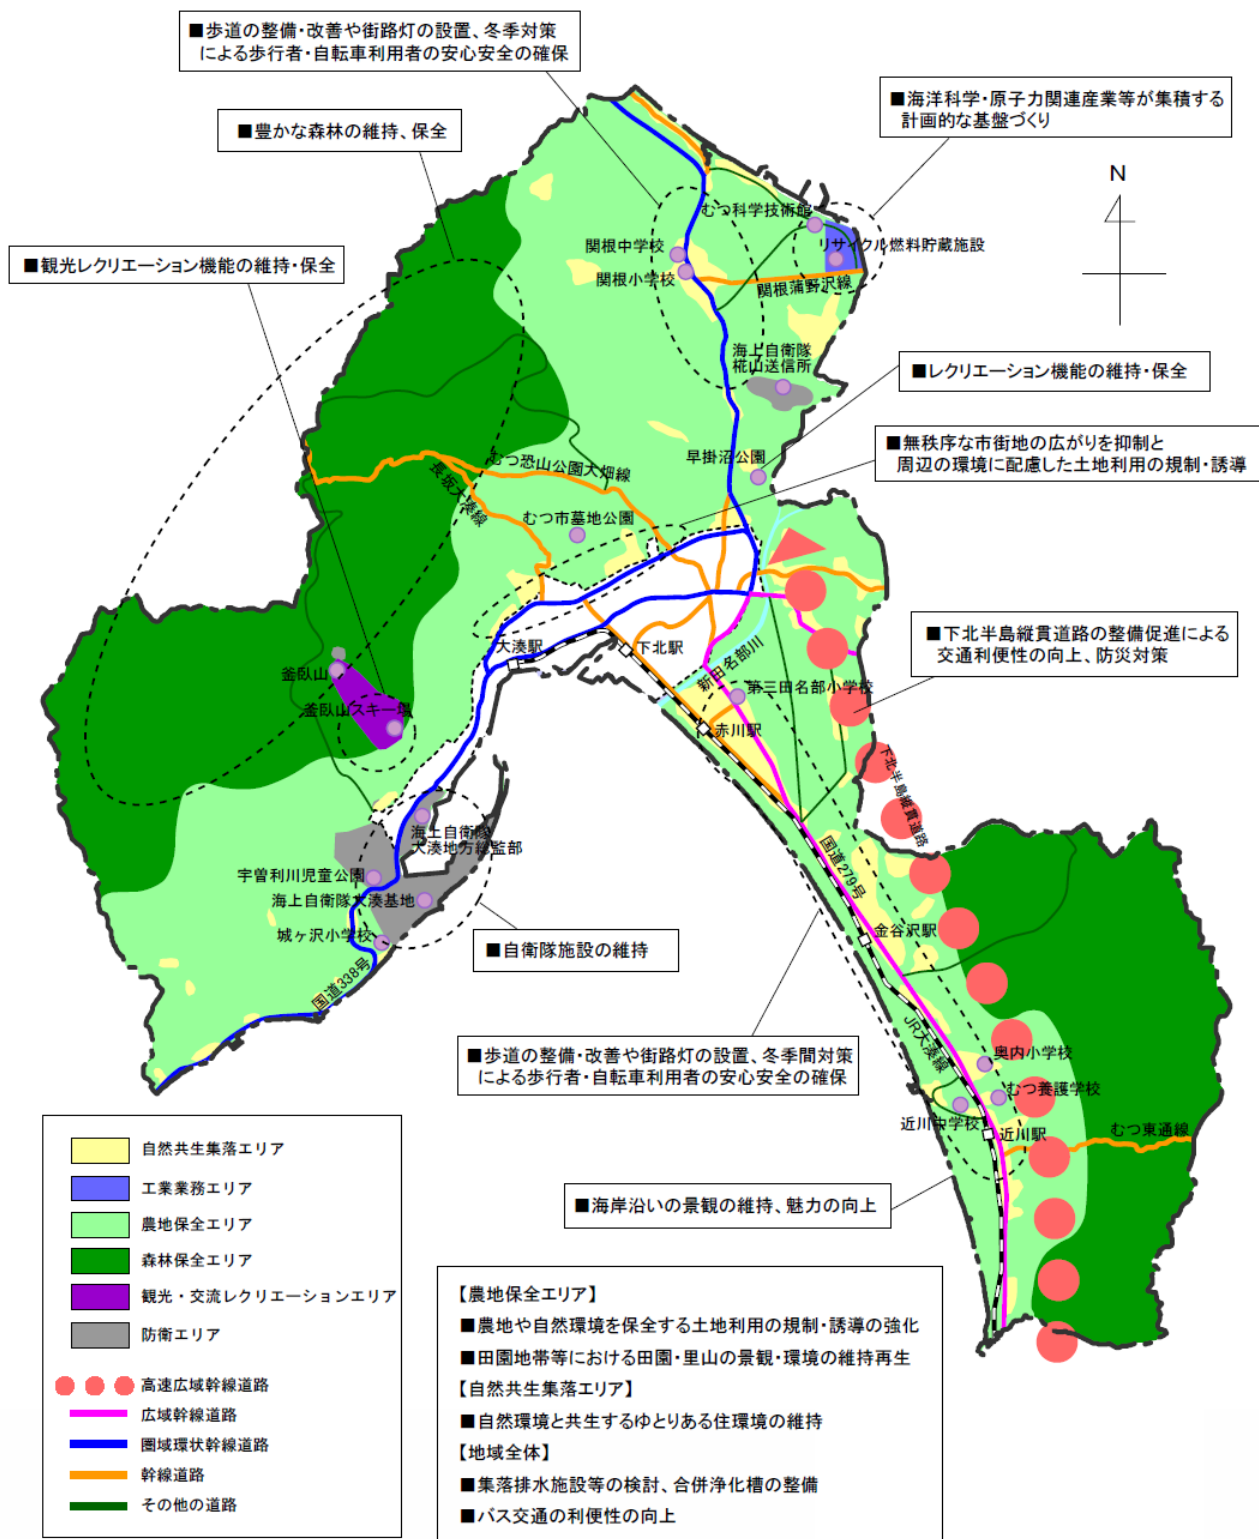 ■歩道の整備・改善や街路灯の設置、冬季対策
による歩行者・自転車利用者の安心安全の確保
■海洋科学・原子力関連産業等が集積する
計画的な基盤づくり
■豊かな森林の維持、保全
N
■観光レクリエーション機能の維持・保全
むつ科学技術館
関根中学校
リサイクル燃料貯蔵施設
関根小学校
関根蒲野沢線
海上自衛隊
椛山送信所
■レクリエーション機能の維持・保全
■無秩序な市街地の広がりを抑制と
周辺の環境に配慮した土地利用の規制・誘導
早掛沼公園
むつ恐山公園大畑線
長坂大湊線
むつ市墓地公園
■下北半島縦貫道路の整備促進による
交通利便性の向上、防災対策
大湊駅
下北駅
新田名部川
第三田名部小学校
釜臥山
釜臥山スキー場
赤川駅
下北半島縦貫道路
海上自衛隊
大湊地方総監部
国道279号
宇曽利川児童公園
海上自衛隊大湊基地
城ヶ沢小学校
金谷沢駅
■自衛隊施設の維持
国道338号
■歩道の整備・改善や街路灯の設置、冬季間対策
による歩行者・自転車利用者の安心安全の確保
JR大湊線
奥内小学校
むつ養護学校
近川中学校
近川駅
むつ東通線
■海岸沿いの景観の維持、魅力の向上
自然共生集落エリア
工業業務エリア
農地保全エリア
森林保全エリア
観光・交流レクリエーションエリア
防衛エリア
高速広域幹線道路
広域幹線道路
圏域環状幹線道路
幹線道路
その他の道路
【農地保全エリア】
■農地や自然環境を保全する土地利用の規制・誘導の強化
■田園地帯等における田園・里山の景観・環境の維持再生
【自然共生集落エリア】
■自然環境と共生するゆとりある住環境の維持
【地域全体】
■集落排水施設等の検討、合併浄化槽の整備
■バス交通の利便性の向上